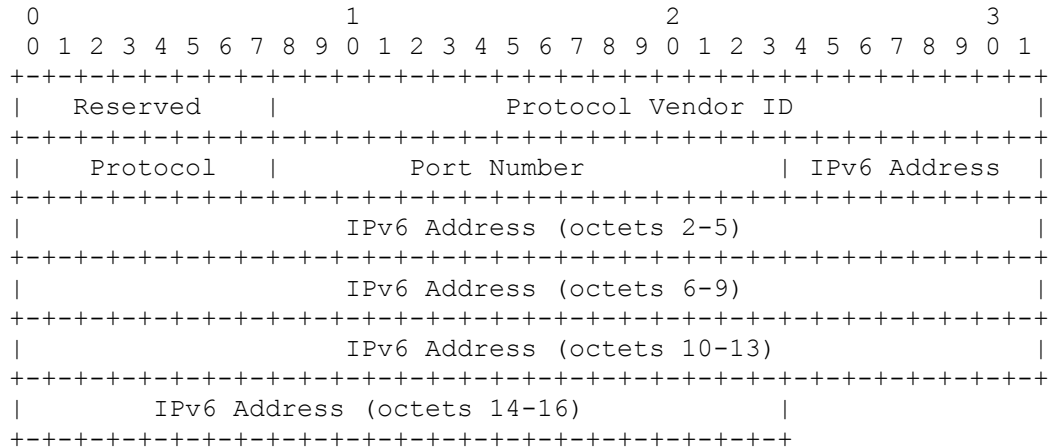 0                   1                   2                   3
 0 1 2 3 4 5 6 7 8 9 0 1 2 3 4 5 6 7 8 9 0 1 2 3 4 5 6 7 8 9 0 1
+-+-+-+-+-+-+-+-+-+-+-+-+-+-+-+-+-+-+-+-+-+-+-+-+-+-+-+-+-+-+-+-+
|   Reserved    |              Protocol Vendor ID               |
+-+-+-+-+-+-+-+-+-+-+-+-+-+-+-+-+-+-+-+-+-+-+-+-+-+-+-+-+-+-+-+-+
|    Protocol   |        Port Number            | IPv6 Address  |
+-+-+-+-+-+-+-+-+-+-+-+-+-+-+-+-+-+-+-+-+-+-+-+-+-+-+-+-+-+-+-+-+
|                    IPv6 Address (octets 2-5)                  |
+-+-+-+-+-+-+-+-+-+-+-+-+-+-+-+-+-+-+-+-+-+-+-+-+-+-+-+-+-+-+-+-+
|                    IPv6 Address (octets 6-9)                  |
+-+-+-+-+-+-+-+-+-+-+-+-+-+-+-+-+-+-+-+-+-+-+-+-+-+-+-+-+-+-+-+-+
|                    IPv6 Address (octets 10-13)                |
+-+-+-+-+-+-+-+-+-+-+-+-+-+-+-+-+-+-+-+-+-+-+-+-+-+-+-+-+-+-+-+-+
|        IPv6 Address (octets 14-16)            |
+-+-+-+-+-+-+-+-+-+-+-+-+-+-+-+-+-+-+-+-+-+-+-+-+